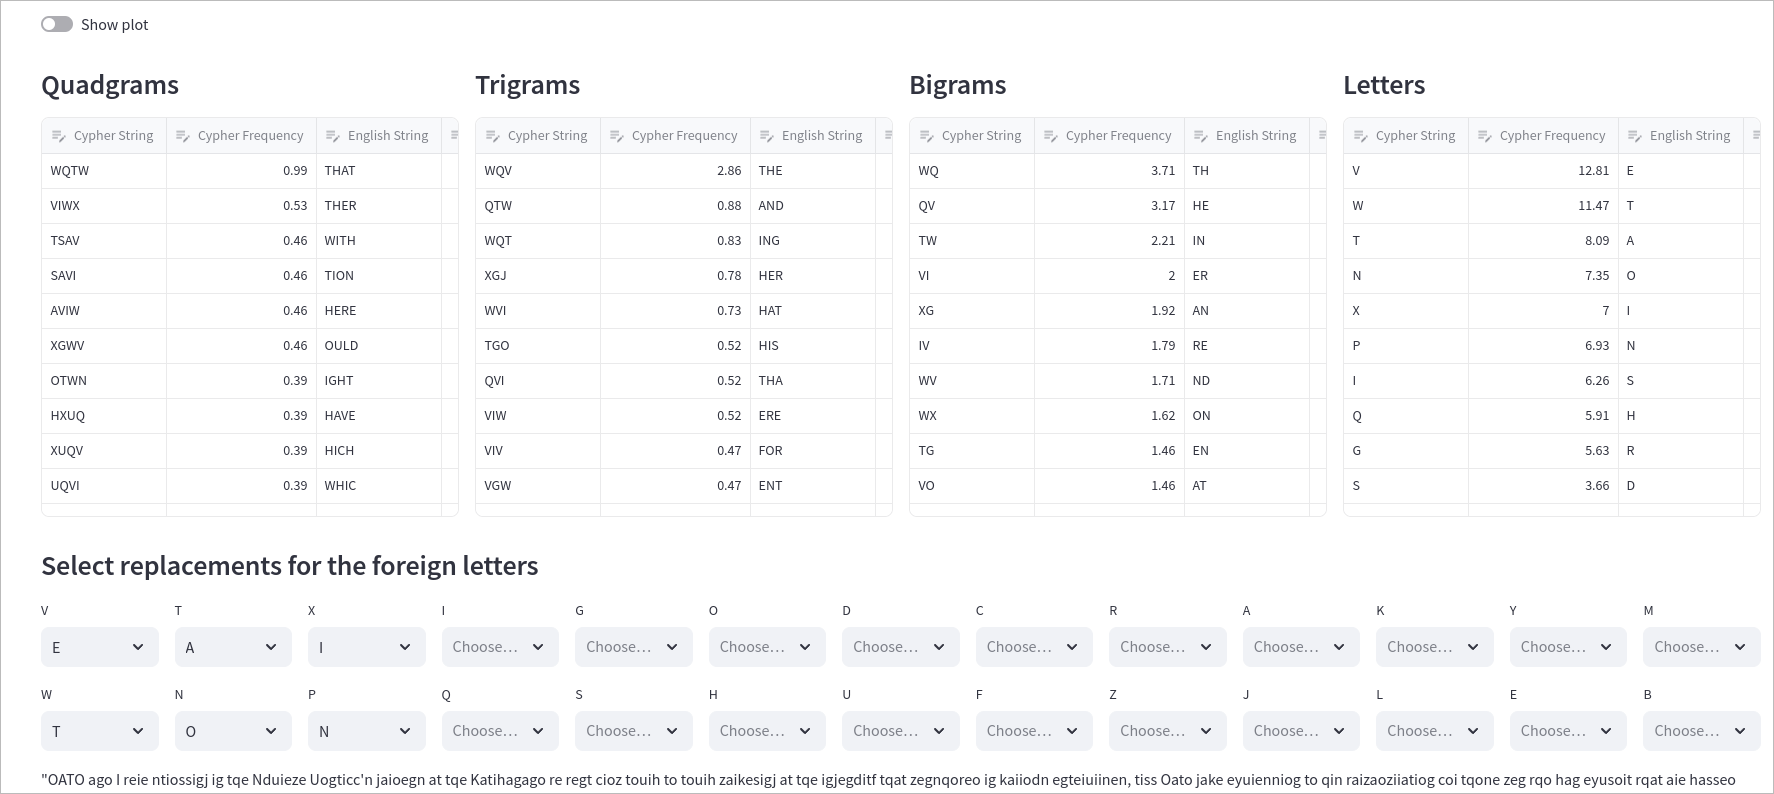 Show plot
Quadgrams Trigrams Bigrams Letters
Cypher String Cypher Frequency English String Cypher String Cypher Frequency English String Cypher String Cypher Frequency English String Cypher String Cypher Frequency English String
WQTW 0.99 THAT WQV 2.86 THE WQ 3.71 TH V 12.81 E
VIWX 0.53 THER QTW 0.88 AND QV 3.17 HE W 11.47 T
TSAV 0.46 WITH WQT 0.83 ING TW 2.21 IN T 8.09 A
SAVI 0.46 TION XGJ 0.78 HER VI 2 ER N 7.35 O
AVIW 0.46 HERE WVI 0.73 HAT XG 1.92 AN X 7 I
XGWV 0.46 OULD TGO 0.52 HIS IV 1.79 RE P 6.93 N
OTWN 0.39 IGHT QVI 0.52 THA WV 1.71 ND I 6.26 S
HXUQ 0.39 HAVE VIW 0.52 ERE WX 1.62 ON Q 5.91 H
XUQV 0.39 HICH VIV 0.47 FOR TG 1.46 EN G 5.63 R
UQVI 0.39 WHIC VGW 0.47 ENT VO 1.46 AT S 3.66 D
Select replacements for the foreign letters
V T X I G O D C R A K Y M
E A I Choose... Choose... Choose... Choose... Choose... Choose... Choose... Choose... Choose... Choose...
W N P Q S H U F Z J L E B
T O N Choose... Choose... Choose... Choose... Choose... Choose... Choose... Choose... Choose... Choose...
"OATO ago I reie ntiossigj ig tqe Nduieze Uogticc'n jaioegn at tqe Katihagago re regt cioz touih to touih zaikesigj at tqe igjegditf tqat zegnqoreo ig kaiiodn egteiuiinen, tiss Oato jake eyuienniog to qin raizaoziiatiog coi tqone zeg rqo hag eyusoit rqat aie hasseo